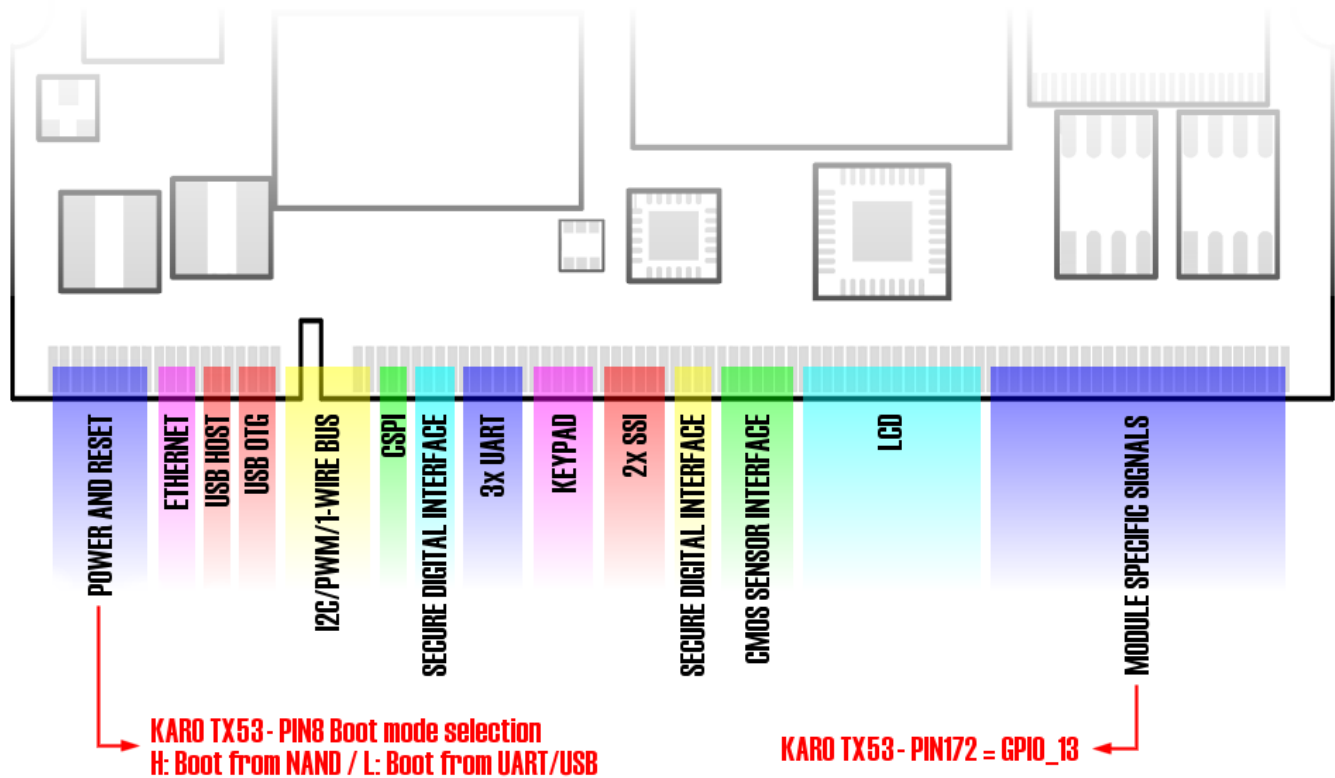 POWER AND RESET
ETHERNET
USB HOST
USB OTG
I2C/PWM/1-WIRE BUS
CSPI
SECURE DIGITAL INTERFACE
3x UART
KEYPAD
2x SSI
SECURE DIGITAL INTERFACE
CMOS SENSOR INTERFACE
LCD
MODULE SPECIFIC SIGNALS
KARO TX53 - PIN8 Boot mode selection
H: Boot from NAND / L: Boot from UART/USB
KARO TX53 - PIN172 = GPIO_13